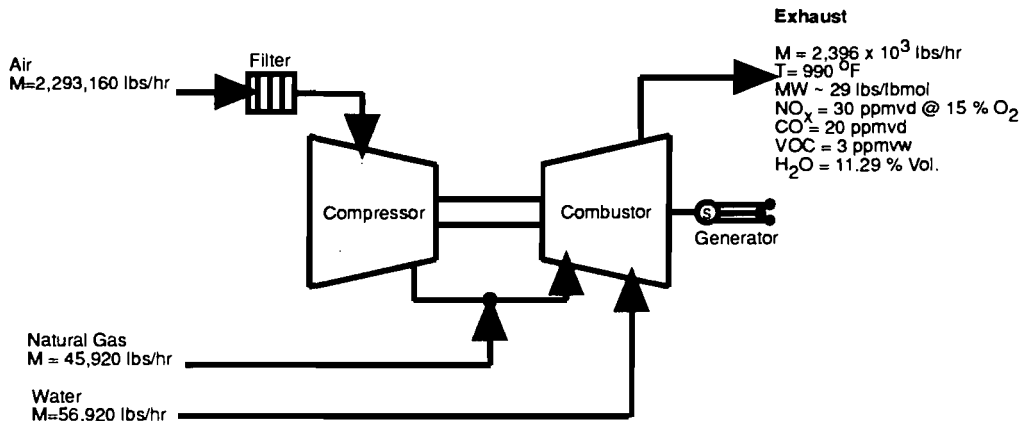 Exhaust
M = 2,396 x 10³ lbs/hr
T= 990 °F
MW ~ 29 lbs/lbmol
NOₓ = 30 ppmvd @ 15 % O₂
CO = 20 ppmvd
VOC = 3 ppmvw
H₂O = 11.29 % Vol.
Air
M=2,293,160 lbs/hr
Filter
Compressor
Combustor
S
Generator
Natural Gas
M = 45,920 lbs/hr
Water
M=56,920 lbs/hr